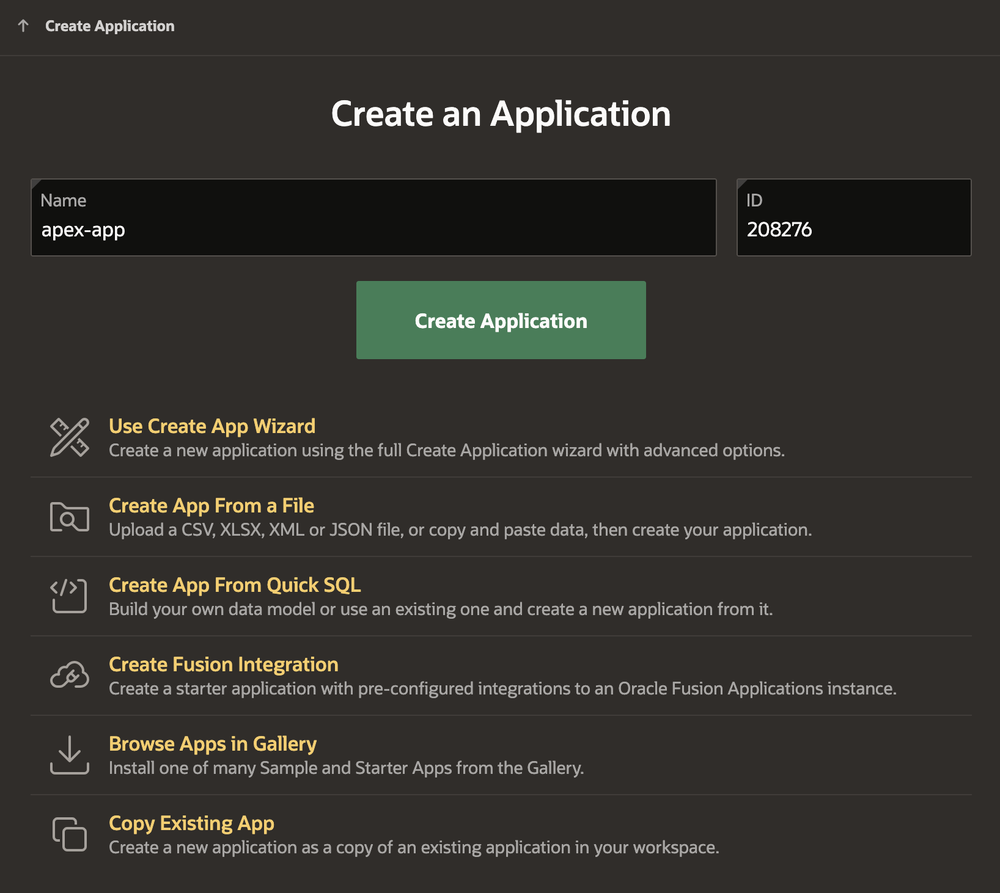 Create Application
Create an Application
Name
apex-app
ID
208276
Create Application
Use Create App Wizard
Create a new application using the full Create Application wizard with advanced options.
Create App From a File
Upload a CSV, XLSX, XML or JSON file, or copy and paste data, then create your application.
Create App From Quick SQL
Build your own data model or use an existing one and create a new application from it.
Create Fusion Integration
Create a starter application with pre-configured integrations to an Oracle Fusion Applications instance.
Browse Apps in Gallery
Install one of many Sample and Starter Apps from the Gallery.
Copy Existing App
Create a new application as a copy of an existing application in your workspace.